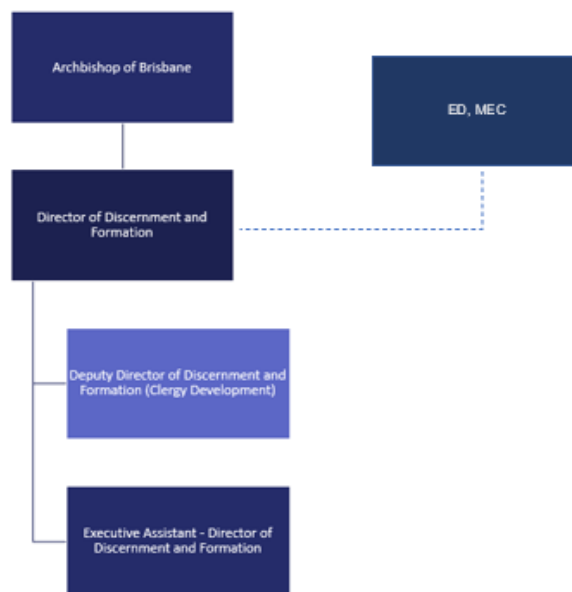 Archbishop of Brisbane
ED, MEC
Director of Discernment and
Formation
Deputy Director of Discernment and
Formation (Clergy Development)
Executive Assistant - Director of
Discernment and Formation